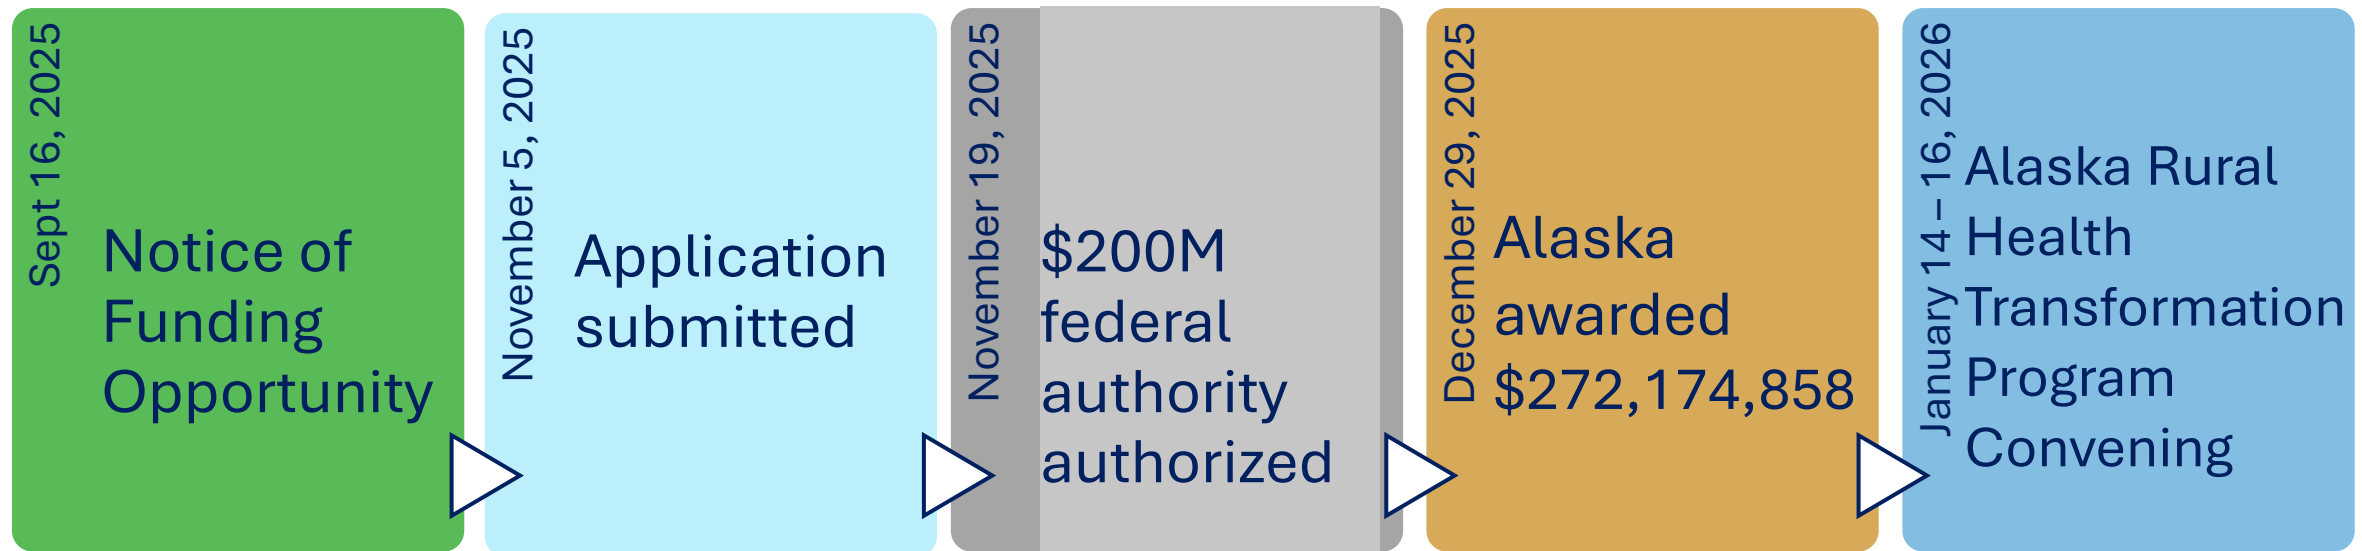 Sept 16, 2025
Notice of
Funding
Opportunity
November 5, 2025
Application
submitted
November 19, 2025
$200M
federal
authority
authorized
December 29, 2025
Alaska
awarded
$272,174,858
January 14 – 16, 2026
Alaska Rural
Health
Transformation
Program
Convening